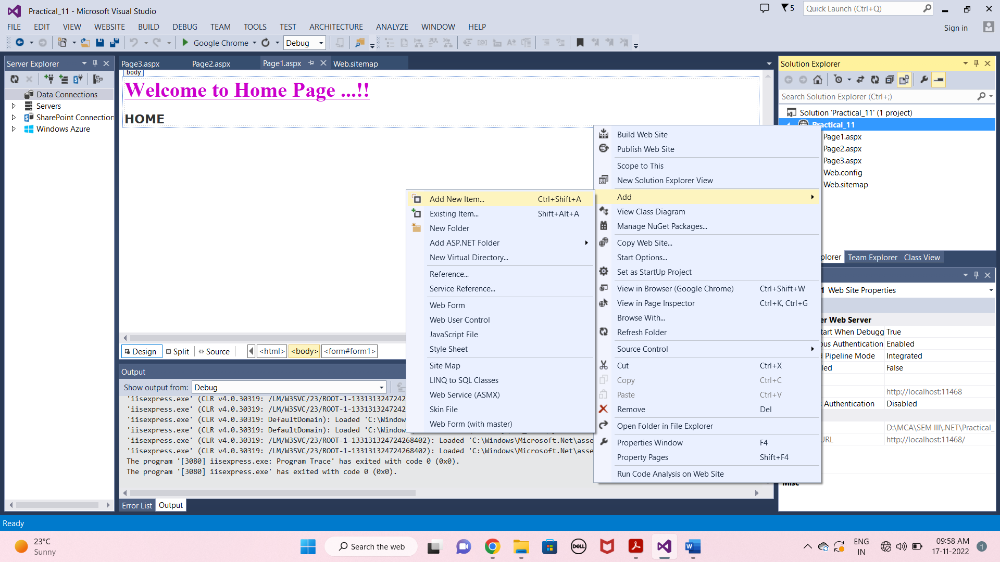 Practical_11 - Microsoft Visual Studio
5
Quick Launch (Ctrl+Q)
FILE EDIT VIEW WEBSITE BUILD DEBUG TEAM TOOLS TEST ARCHITECTURE ANALYZE WINDOW HELP
Sign in
Google Chrome Debug
Server Explorer
Data Connections
Servers
SharePoint Connection
Windows Azure
Page3.aspx Page2.aspx Page1.aspx Web.sitemap
body
Welcome to Home Page ...!!
HOME
Add New Item... Ctrl+Shift+A
Existing Item... Shift+Alt+A
New Folder
Add ASP.NET Folder
New Virtual Directory...
Reference...
Service Reference...
Web Form
Web User Control
JavaScript File
Style Sheet
Site Map
LINQ to SQL Classes
Web Service (ASMX)
Skin File
Web Form (with master)
Build Web Site
Publish Web Site
Scope to This
New Solution Explorer View
Add
View Class Diagram
Manage NuGet Packages...
Copy Web Site...
Start Options...
Set as StartUp Project
View in Browser (Google Chrome) Ctrl+Shift+W
View in Page Inspector Ctrl+K, Ctrl+G
Browse With...
Refresh Folder
Source Control
Cut Ctrl+X
Copy Ctrl+C
Paste Ctrl+V
Remove Del
Open Folder in File Explorer
Properties Window F4
Property Pages Shift+F4
Run Code Analysis on Web Site
Design Split Source <html> <body> <form#form1>
Output
Show output from: Debug
'iisexpress.exe' (CLR v4.0.30319: /LM/W3SVC/23/ROOT-1-1331313247242
'iisexpress.exe' (CLR v4.0.30319: /LM/W3SVC/23/ROOT-1-1331313247242
'iisexpress.exe' (CLR v4.0.30319: DefaultDomain): Loaded 'C:\Window
'iisexpress.exe' (CLR v4.0.30319: DefaultDomain): Loaded 'C:\Window
'iisexpress.exe' (CLR v4.0.30319: /LM/W3SVC/23/ROOT-1-133131324724268402): Loaded 'C:\Windows\Microsoft.Net\asse
'iisexpress.exe' (CLR v4.0.30319: /LM/W3SVC/23/ROOT-1-133131324724268402): Loaded 'C:\Windows\Microsoft.Net\asse
The program '[3080] iisexpress.exe: Program Trace' has exited with code 0 (0x0).
The program '[3080] iisexpress.exe' has exited with code 0 (0x0).
Error List Output
Solution Explorer
Search Solution Explorer (Ctrl+;)
Solution 'Practical_11' (1 project)
Practical_11
Page1.aspx
Page2.aspx
Page3.aspx
Web.config
Web.sitemap
plorer Team Explorer Class View
1 Web Site Properties
er Web Server
tart When Debugg True
ous Authentication Enabled
d Pipeline Mode Integrated
led False
http://localhost:11468
s Authentication Disabled
D:\MCA\SEM III\.NET\Practical_
URL http://localhost:11468/
Misc
Ready
23°C
Sunny
Search the web
DELL
ENG
IN
09:58 AM
17-11-2022
1